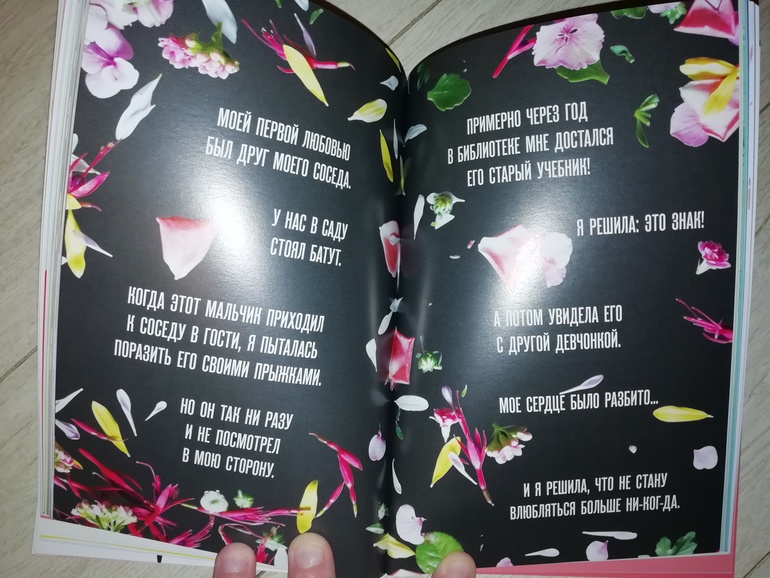 МОЕЙ ПЕРВОЙ ЛЮБОВЬЮ
БЫЛ ДРУГ МОЕГО СОСЕДА.
У НАС В САДУ
СТОЯЛ БАТУТ.
КОГДА ЭТОТ МАЛЬЧИК ПРИХОДИЛ
К СОСЕДУ В ГОСТИ, Я ПЫТАЛАСЬ
ПОРАЗИТЬ ЕГО СВОИМИ ПРЫЖКАМИ.
НО ОН ТАК НИ РАЗУ
И НЕ ПОСМОТРЕЛ
В МОЮ СТОРОНУ.
ПРИМЕРНО ЧЕРЕЗ ГОД
В БИБЛИОТЕКЕ МНЕ ДОСТАЛСЯ
ЕГО СТАРЫЙ УЧЕБНИК!
Я РЕШИЛА: ЭТО ЗНАК!
А ПОТОМ УВИДЕЛА ЕГО
С ДРУГОЙ ДЕВЧОНКОЙ.
МОЕ СЕРДЦЕ БЫЛО РАЗБИТО...
И Я РЕШИЛА, ЧТО НЕ СТАНУ
ВЛЮБЛЯТЬСЯ БОЛЬШЕ НИ-КОГ-ДА.